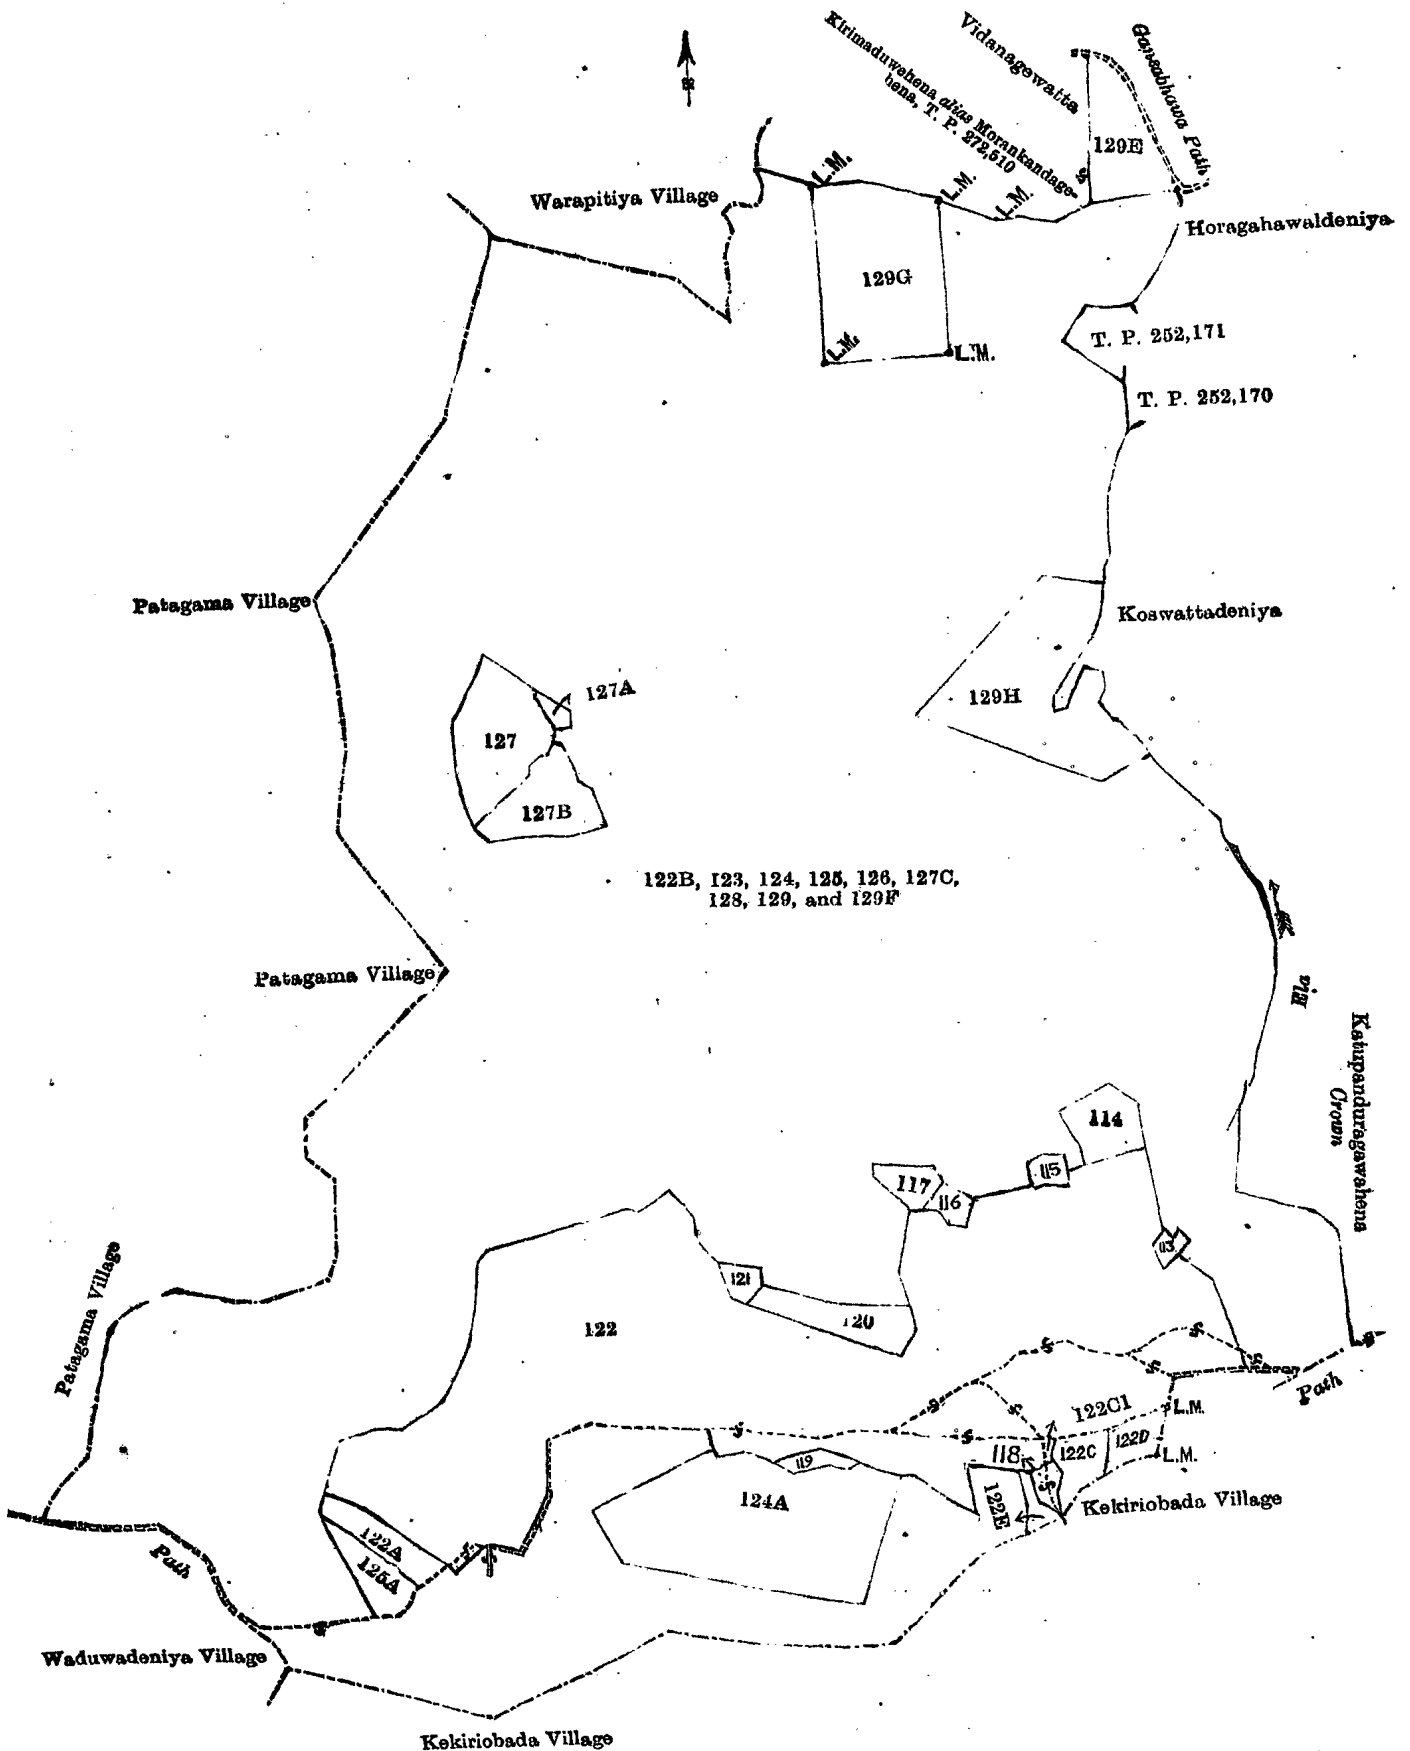 Kirimaduwehena alias Morankandage-
hena, T. P. 272,510
Vidanagewatta
Gansabhawa Path
129E
Warapitiya Village
L.M.
L.M.
L.M.
Horagahawaldeniya
129G
L.M.
L.M.
T. P. 252,171
T. P. 252,170
Patagama Village
Koswattadeniya
127A
129H
127
127B
122B, 123, 124, 125, 126, 127C,
128, 129, and 129F
Patagama Village
Ela
Katupanduragawahena
Crown
114
115
117
116
113
Patagama Village
121
120
122
Path
122C1
L.M.
118
122C
122D
L.M.
119
124A
122E
Kekiriobada Village
122A
125A
Path
Waduwadeniya Village
Kekiriobada Village